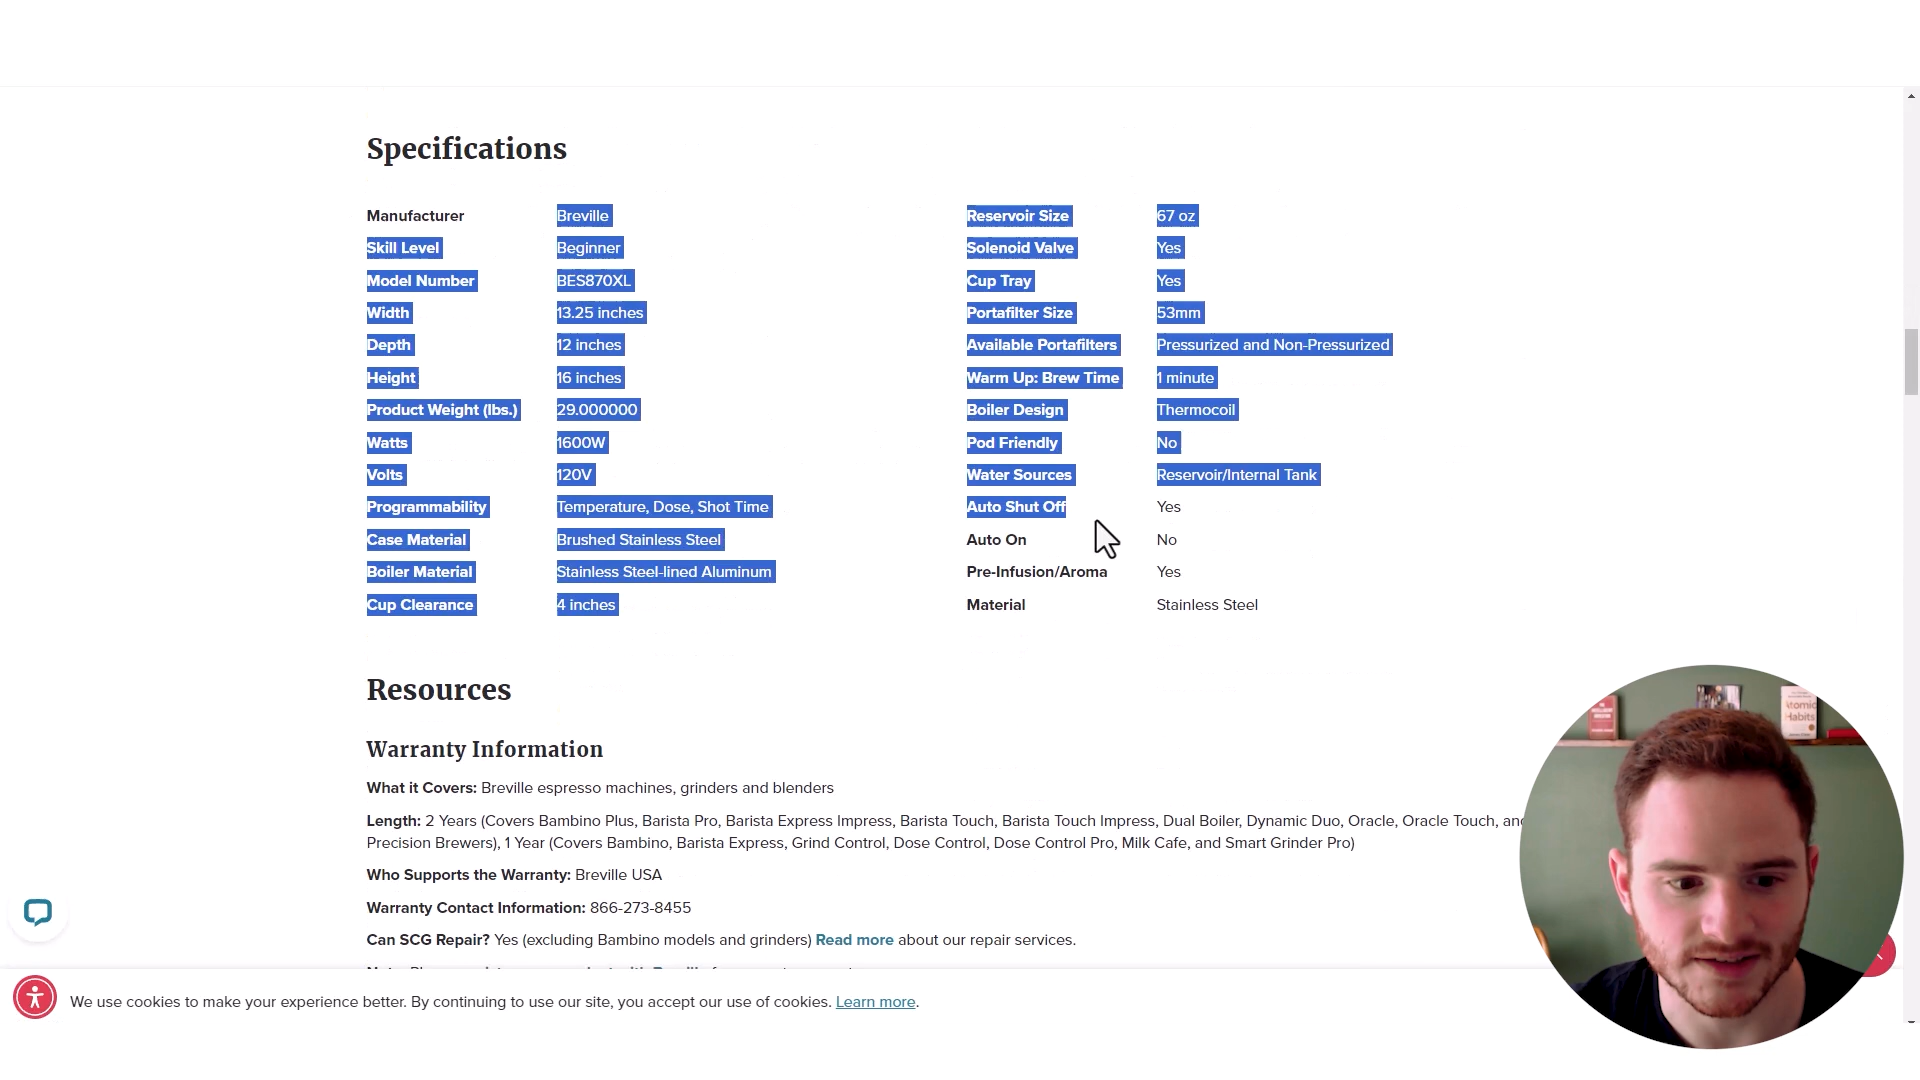 Specifications
Manufacturer Breville
Skill Level Beginner
Model Number BES870XL
Width 13.25 inches
Depth 12 inches
Height 16 inches
Product Weight (lbs.) 29.000000
Watts 1600W
Volts 120V
Programmability Temperature, Dose, Shot Time
Case Material Brushed Stainless Steel
Boiler Material Stainless Steel-lined Aluminum
Cup Clearance 4 inches
Reservoir Size 67 oz
Solenoid Valve Yes
Cup Tray Yes
Portafilter Size 53mm
Available Portafilters Pressurized and Non-Pressurized
Warm Up: Brew Time 1 minute
Boiler Design Thermocoil
Pod Friendly No
Water Sources Reservoir/Internal Tank
Auto Shut Off Yes
Auto On No
Pre-Infusion/Aroma Yes
Material Stainless Steel
Resources
Warranty Information
What it Covers: Breville espresso machines, grinders and blenders
Length: 2 Years (Covers Bambino Plus, Barista Pro, Barista Express Impress, Barista Touch, Barista Touch Impress, Dual Boiler, Dynamic Duo, Oracle, Oracle Touch, and
Precision Brewers), 1 Year (Covers Bambino, Barista Express, Grind Control, Dose Control, Dose Control Pro, Milk Cafe, and Smart Grinder Pro)
Who Supports the Warranty: Breville USA
Warranty Contact Information: 866-273-8455
Can SCG Repair? Yes (excluding Bambino models and grinders) Read more about our repair services.
We use cookies to make your experience better. By continuing to use our site, you accept our use of cookies. Learn more.
Atomic
Habits